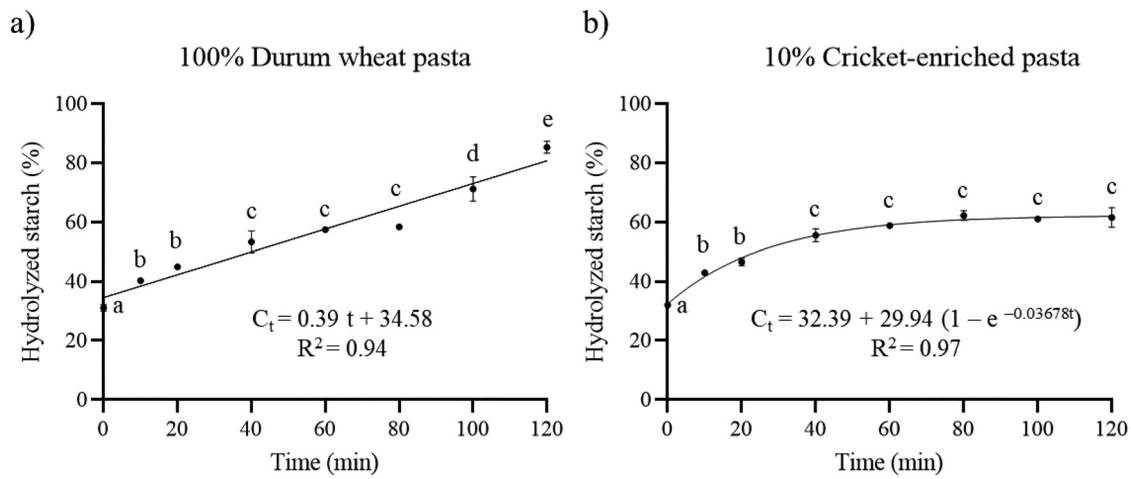 a)
100% Durum wheat pasta
Hydrolyzed starch (%)
100
80
60
40
20
0
a
b
b
c
c
c
d
e
Cₜ = 0.39 t + 34.58
R² = 0.94
0 20 40 60 80 100 120
Time (min)
b)
10% Cricket-enriched pasta
Hydrolyzed starch (%)
100
80
60
40
20
0
a
b
b
c
c
c
c
c
Cₜ = 32.39 + 29.94 (1 – e ^–0.03678t)
R² = 0.97
0 20 40 60 80 100 120
Time (min)